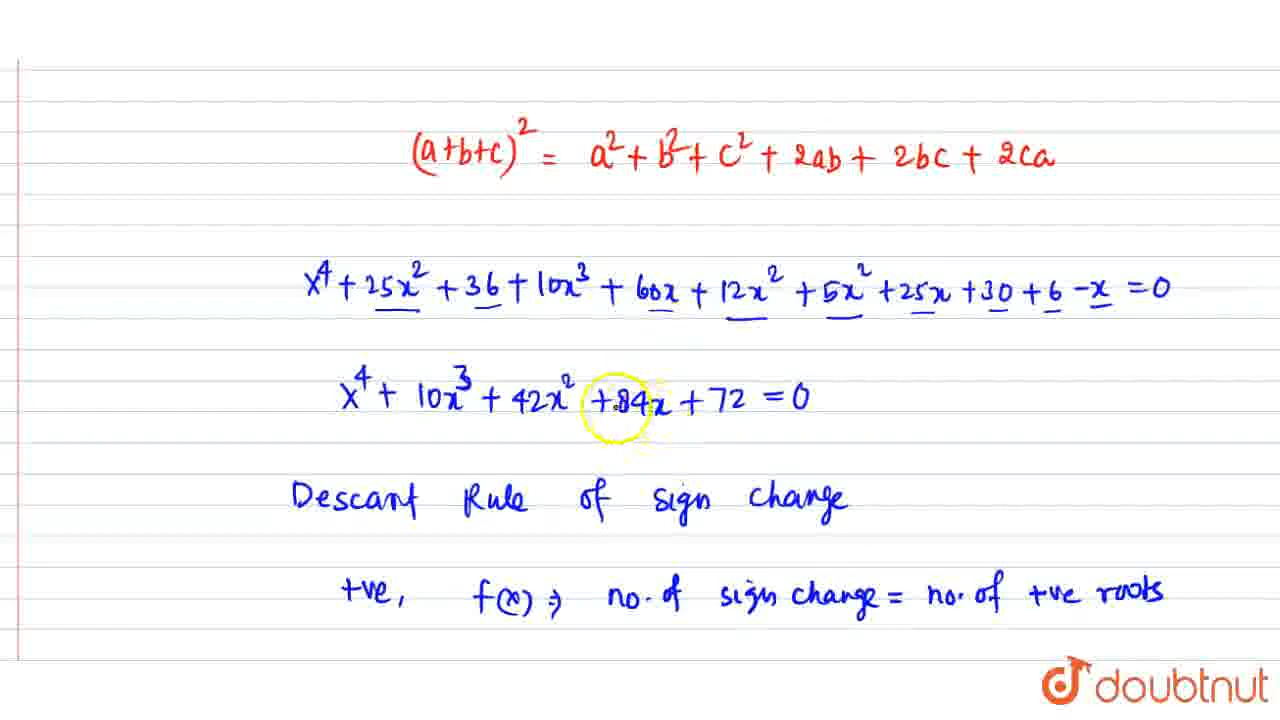 (a+b+c)² = a² + b² + c² + 2ab + 2bc + 2ca
x⁴ + 25x² + 36 + 10x³ + 60x + 12x² + 5x² + 25x + 30 + 6 - x = 0
x⁴ + 10x³ + 42x² + 84x + 72 = 0
Descart Rule of sign change
+ve, f(x) ⇒ no. of sign change = no. of +ve roots
doubtnut